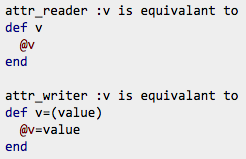 attr_reader :v is equivalant to
def v
  @v
end

attr_writer :v is equivalant to
def v=(value)
  @v=value
end